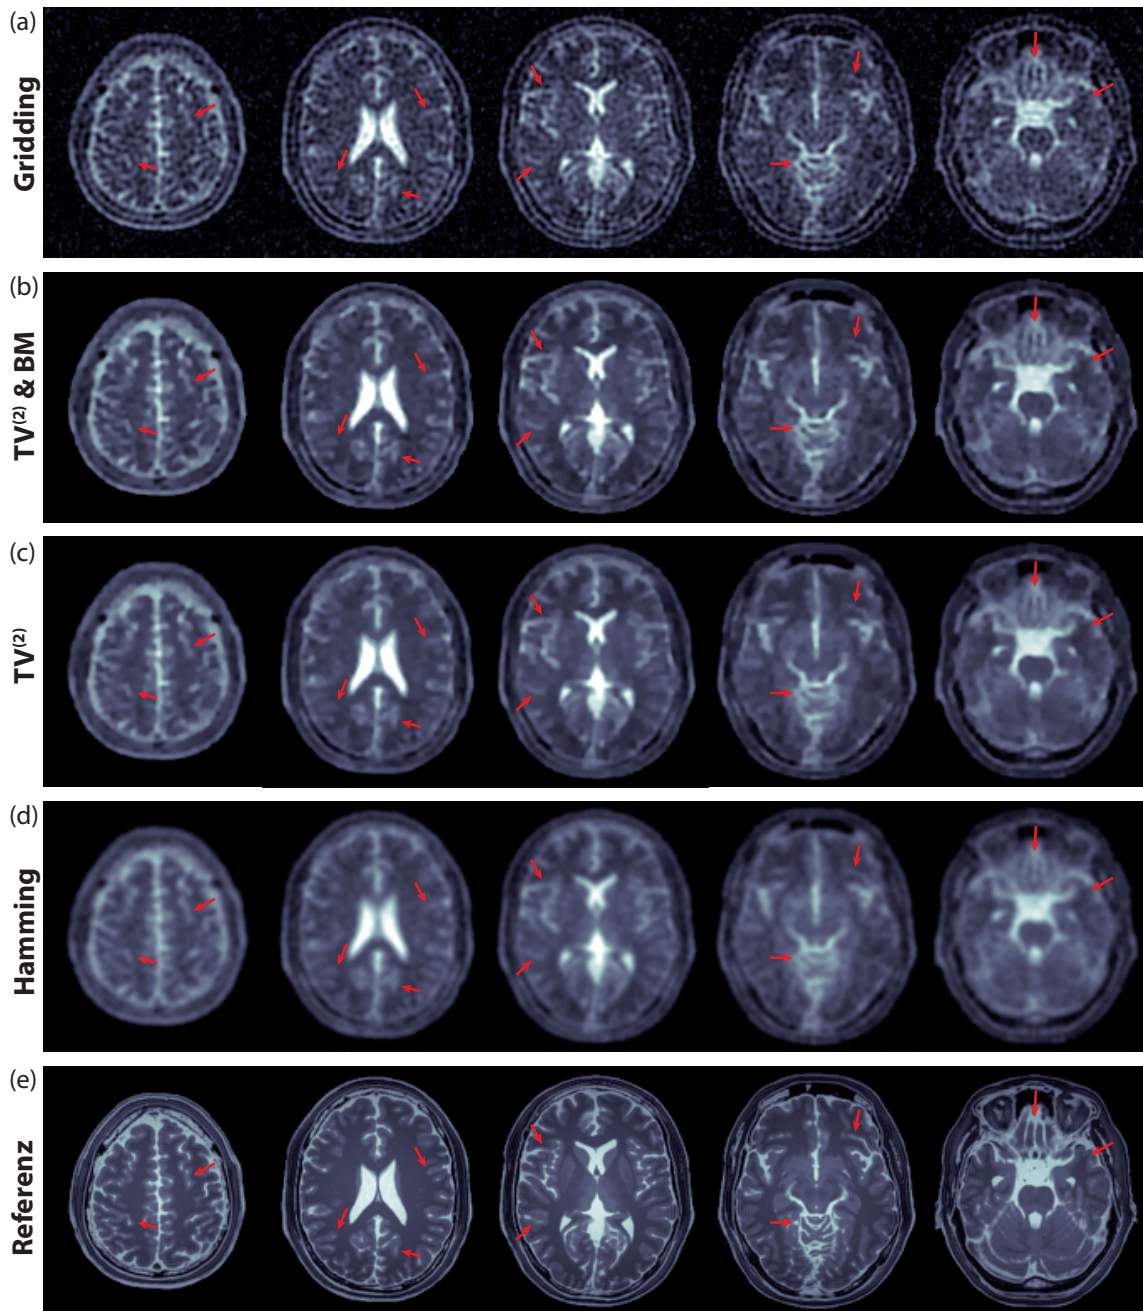 (a)
Gridding
(b)
TV⁽²⁾ & BM
(c)
TV⁽²⁾
(d)
Hamming
(e)
Referenz